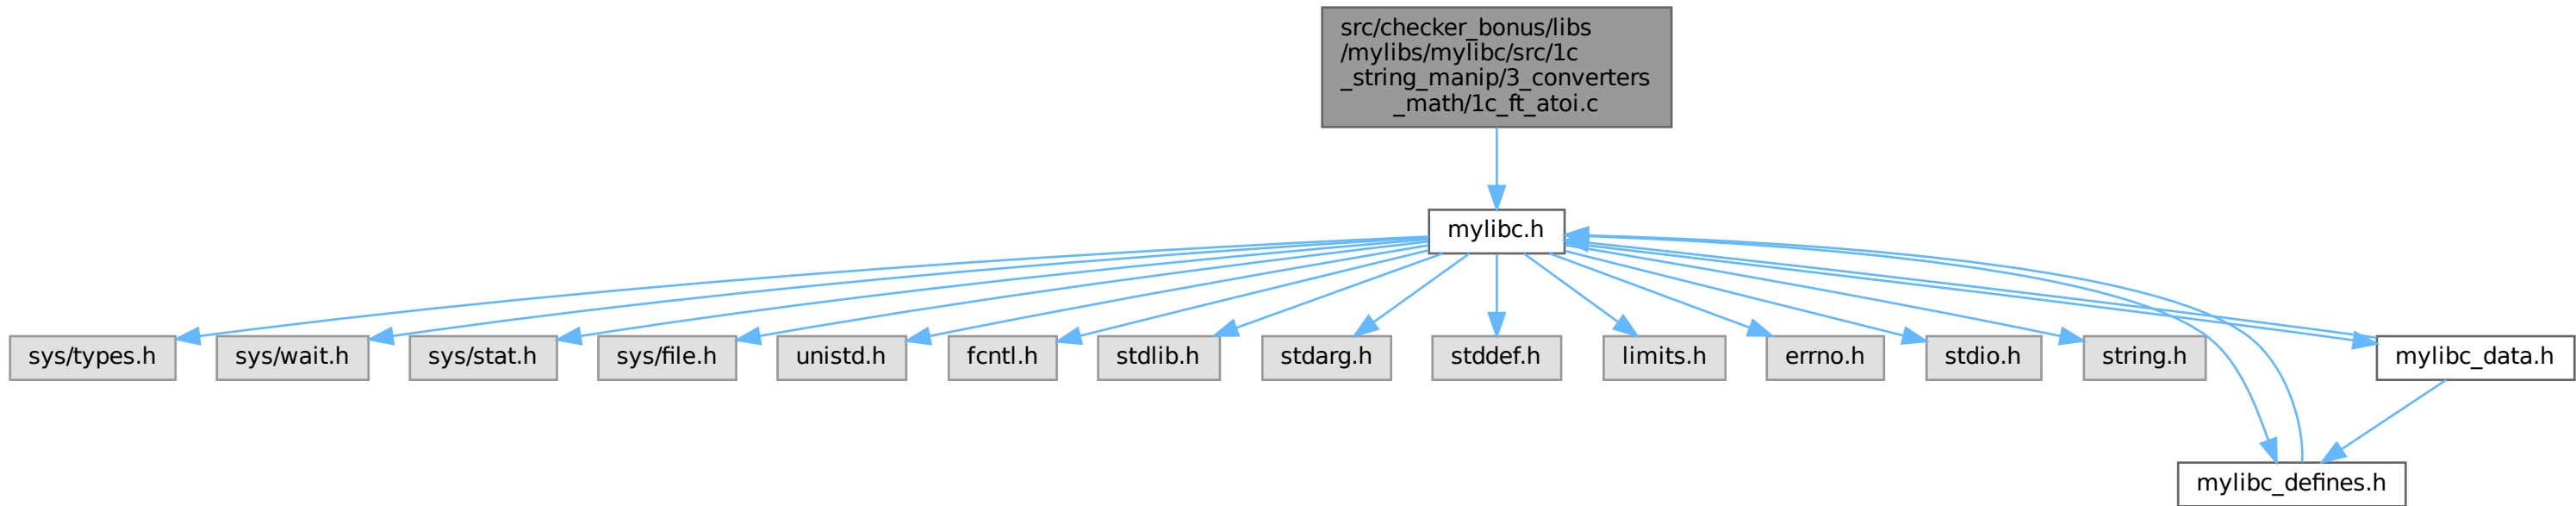 src/checker_bonus/libs
/mylibs/mylibc/src/1c
_string_manip/3_converters
_math/1c_ft_atoi.c
mylibc.h
sys/types.h
sys/wait.h
sys/stat.h
sys/file.h
unistd.h
fcntl.h
stdlib.h
stdarg.h
stddef.h
limits.h
errno.h
stdio.h
string.h
mylibc_data.h
mylibc_defines.h